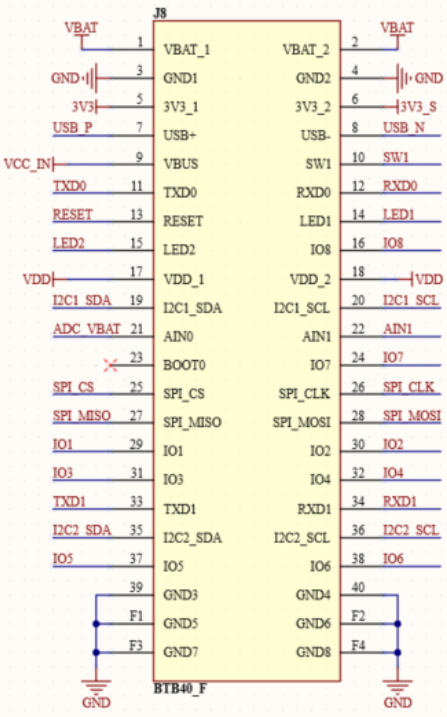 J8
VBAT 1 VBAT_1 VBAT_2 2 VBAT
GND 3 GND1 GND2 4 GND
3V3 5 3V3_1 3V3_2 6 3V3_S
USB_P 7 USB+ USB- 8 USB_N
VCC_IN 9 VBUS SW1 10 SW1
TXD0 11 TXD0 RXD0 12 RXD0
RESET 13 RESET LED1 14 LED1
LED2 15 LED2 IO8 16 IO8
VDD 17 VDD_1 VDD_2 18 VDD
I2C1_SDA 19 I2C1_SDA I2C1_SCL 20 I2C1_SCL
ADC_VBAT 21 AIN0 AIN1 22 AIN1
23 BOOT0 IO7 24 IO7
SPI_CS 25 SPI_CS SPI_CLK 26 SPI_CLK
SPI_MISO 27 SPI_MISO SPI_MOSI 28 SPI_MOSI
IO1 29 IO1 IO2 30 IO2
IO3 31 IO3 IO4 32 IO4
TXD1 33 TXD1 RXD1 34 RXD1
I2C2_SDA 35 I2C2_SDA I2C2_SCL 36 I2C2_SCL
IO5 37 IO5 IO6 38 IO6
39 GND3 GND4 40
F1 GND5 GND6 F2
F3 GND7 GND8 F4
BTB40_F
GND GND